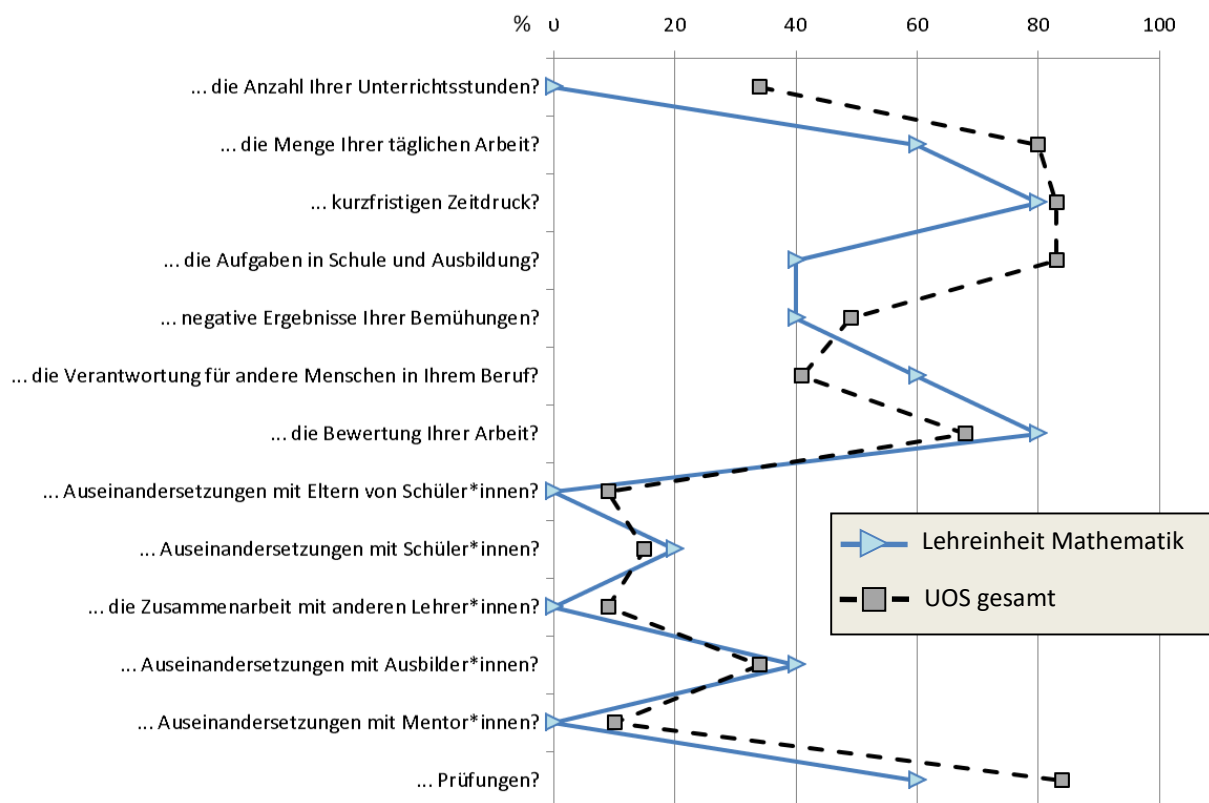 % 0 20 40 60 80 100
... die Anzahl Ihrer Unterrichtsstunden?
... die Menge Ihrer täglichen Arbeit?
... kurzfristigen Zeitdruck?
... die Aufgaben in Schule und Ausbildung?
... negative Ergebnisse Ihrer Bemühungen?
... die Verantwortung für andere Menschen in Ihrem Beruf?
... die Bewertung Ihrer Arbeit?
... Auseinandersetzungen mit Eltern von Schüler*innen?
... Auseinandersetzungen mit Schüler*innen?
... die Zusammenarbeit mit anderen Lehrer*innen?
... Auseinandersetzungen mit Ausbilder*innen?
... Auseinandersetzungen mit Mentor*innen?
... Prüfungen?
Lehreinheit Mathematik
UOS gesamt